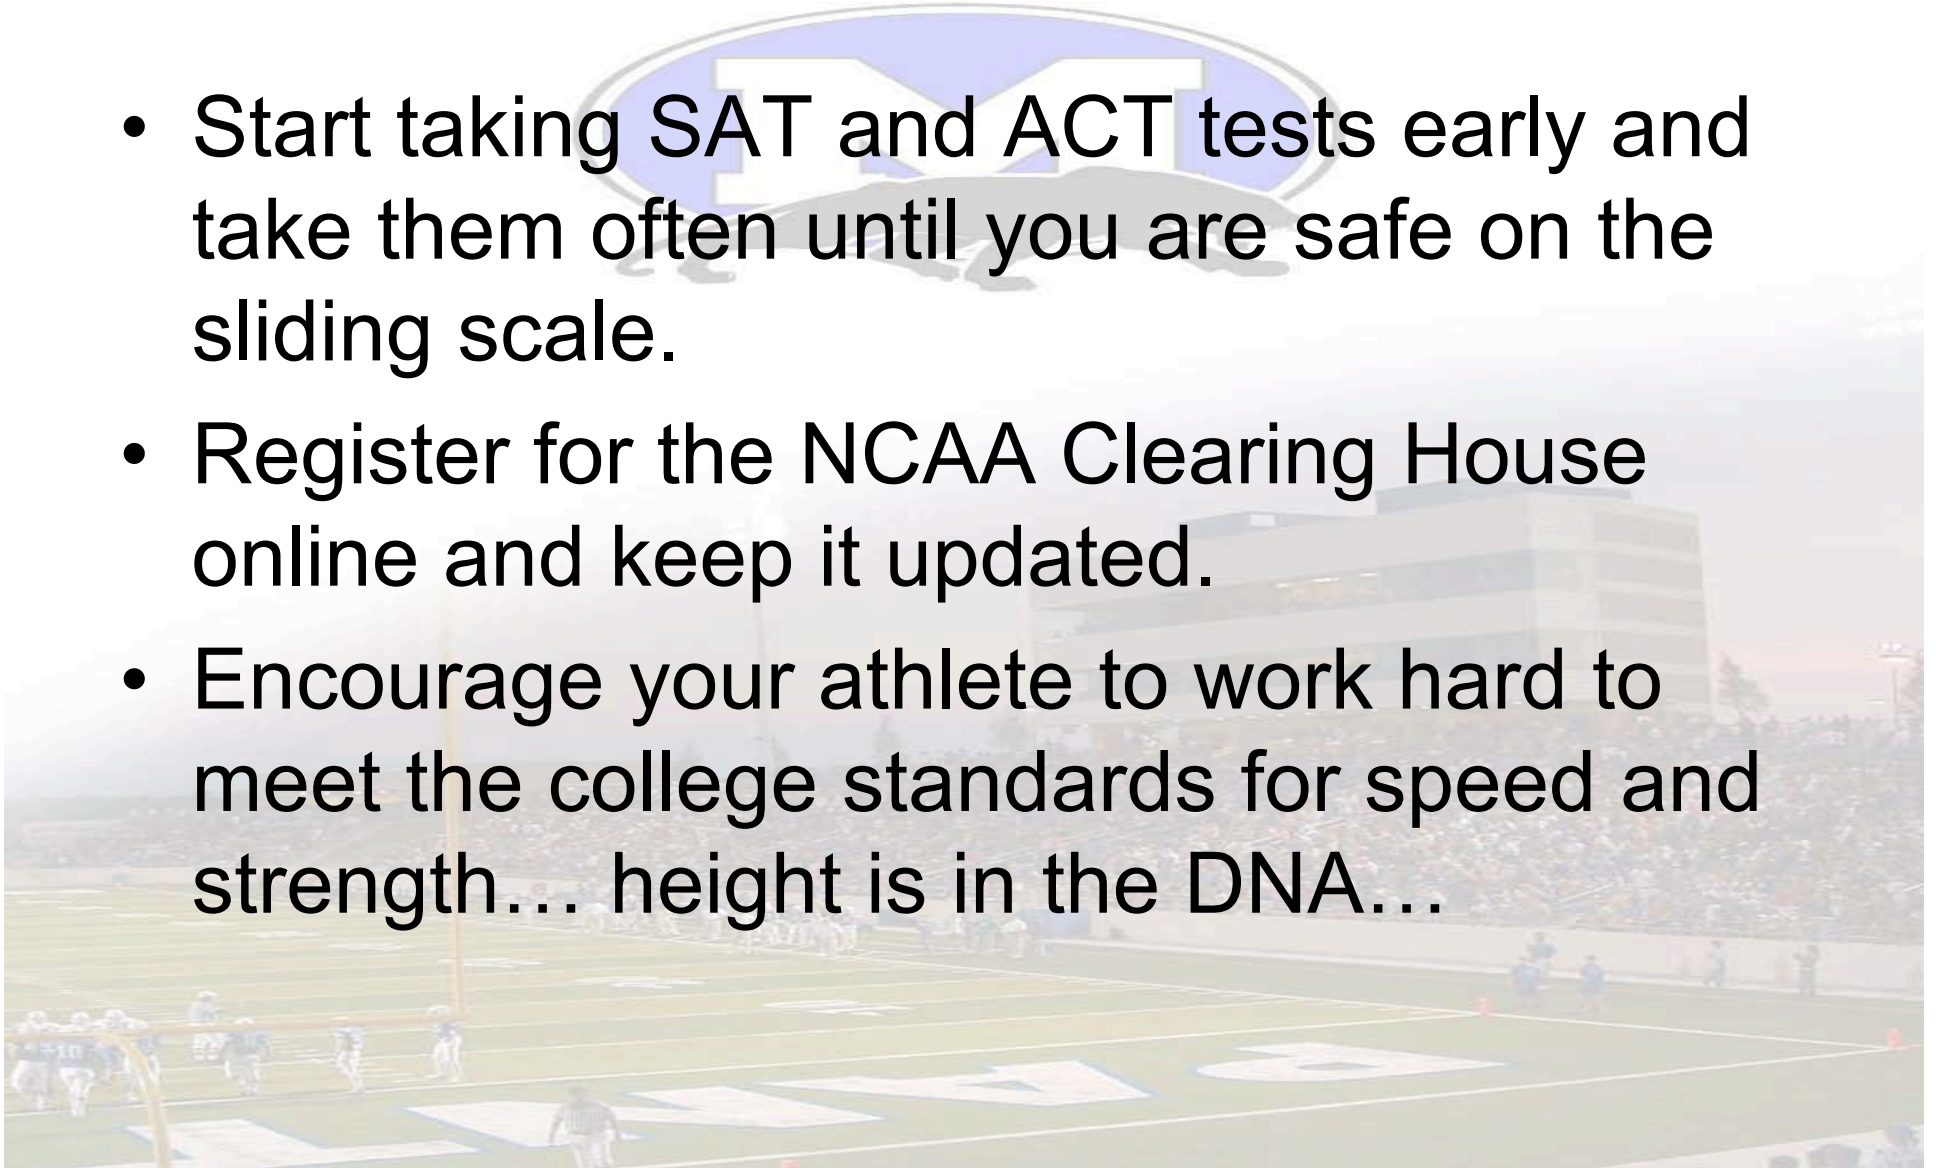 M
• Start taking SAT and ACT tests early and
take them often until you are safe on the
sliding scale.
• Register for the NCAA Clearing House
online and keep it updated.
• Encourage your athlete to work hard to
meet the college standards for speed and
strength… height is in the DNA…